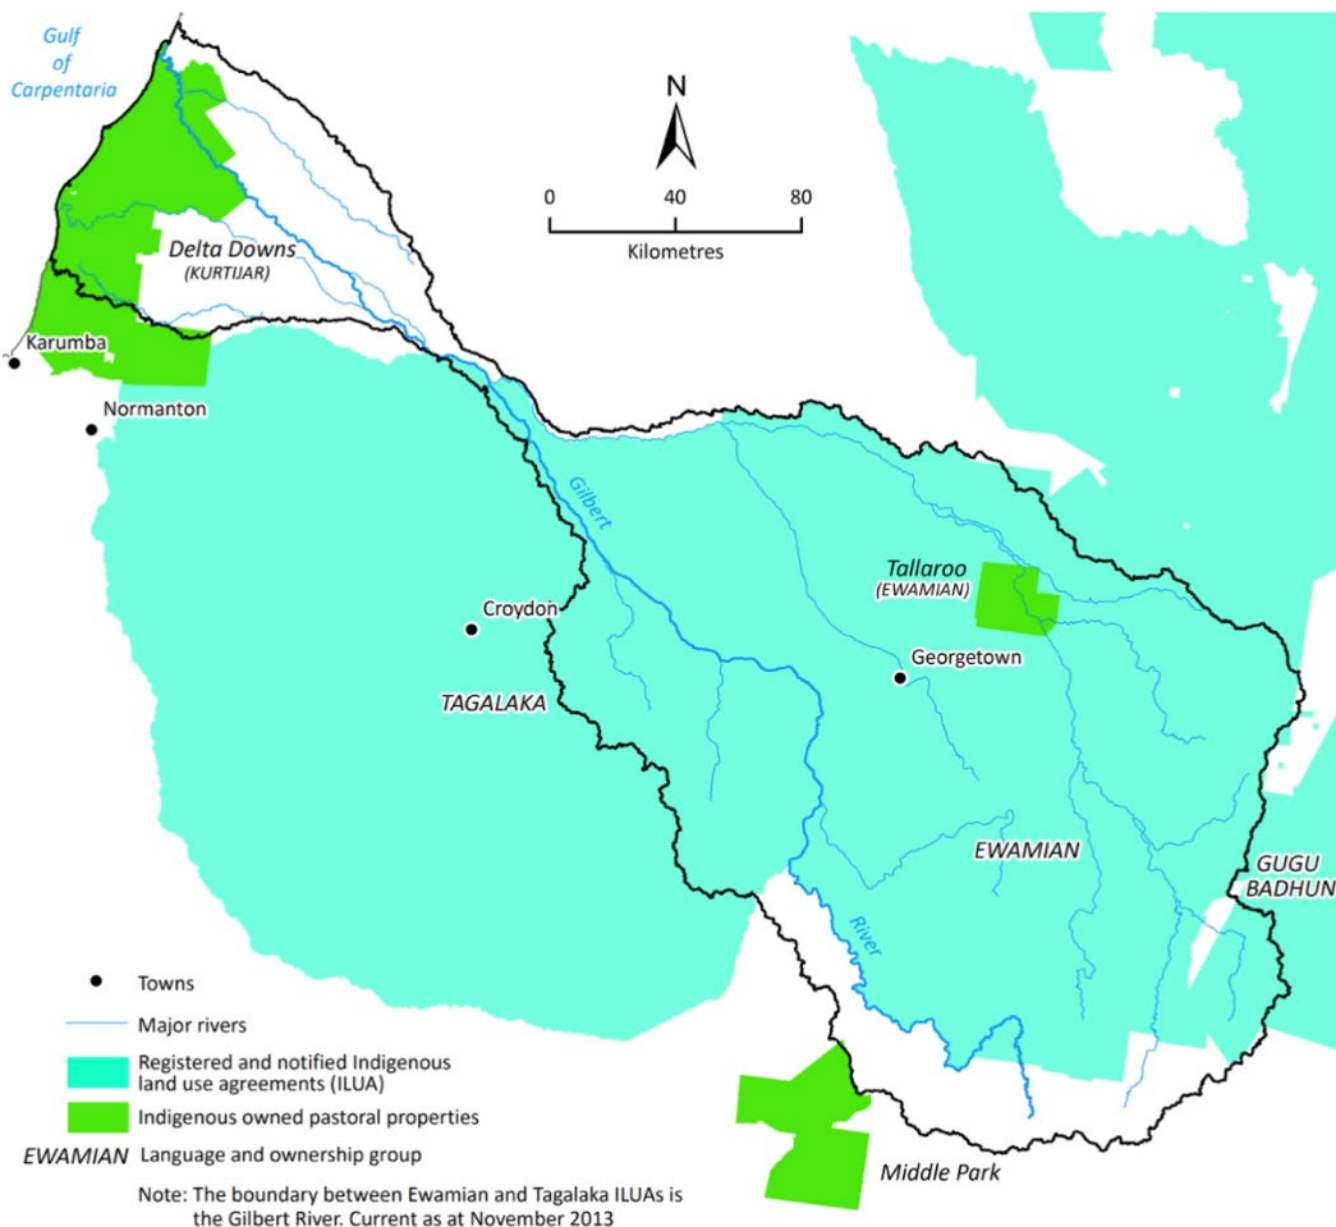 Gulf
of
Carpentaria
N
0 40 80
Kilometres
Delta Downs
(KURTIJAR)
Karumba
Normanton
Gilbert
Tallaroo
(EWAMIAN)
Croydon
Georgetown
TAGALAKA
EWAMIAN
GUGU
BADHUN
River
Towns
Major rivers
Registered and notified Indigenous
land use agreements (ILUA)
Indigenous owned pastoral properties
EWAMIAN Language and ownership group
Middle Park
Note: The boundary between Ewamian and Tagalaka ILUAs is
the Gilbert River. Current as at November 2013